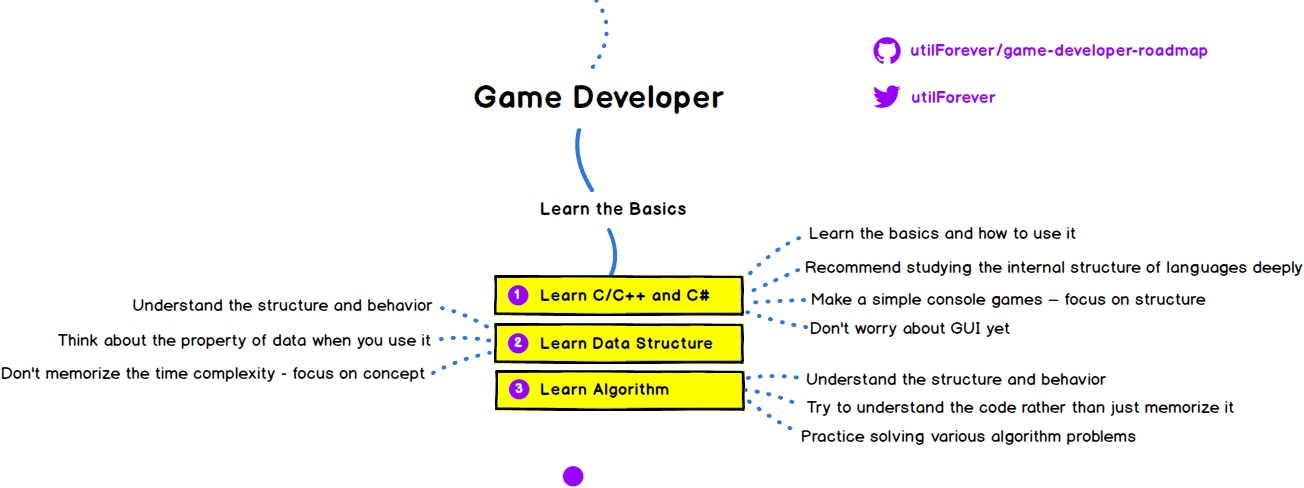 utilForever/game-developer-roadmap
utilForever
Game Developer
Learn the Basics
1 Learn C/C++ and C#
Learn the basics and how to use it
Recommend studying the internal structure of languages deeply
Make a simple console games – focus on structure
Don't worry about GUI yet
2 Learn Data Structure
Understand the structure and behavior
Think about the property of data when you use it
Don't memorize the time complexity - focus on concept
3 Learn Algorithm
Understand the structure and behavior
Try to understand the code rather than just memorize it
Practice solving various algorithm problems